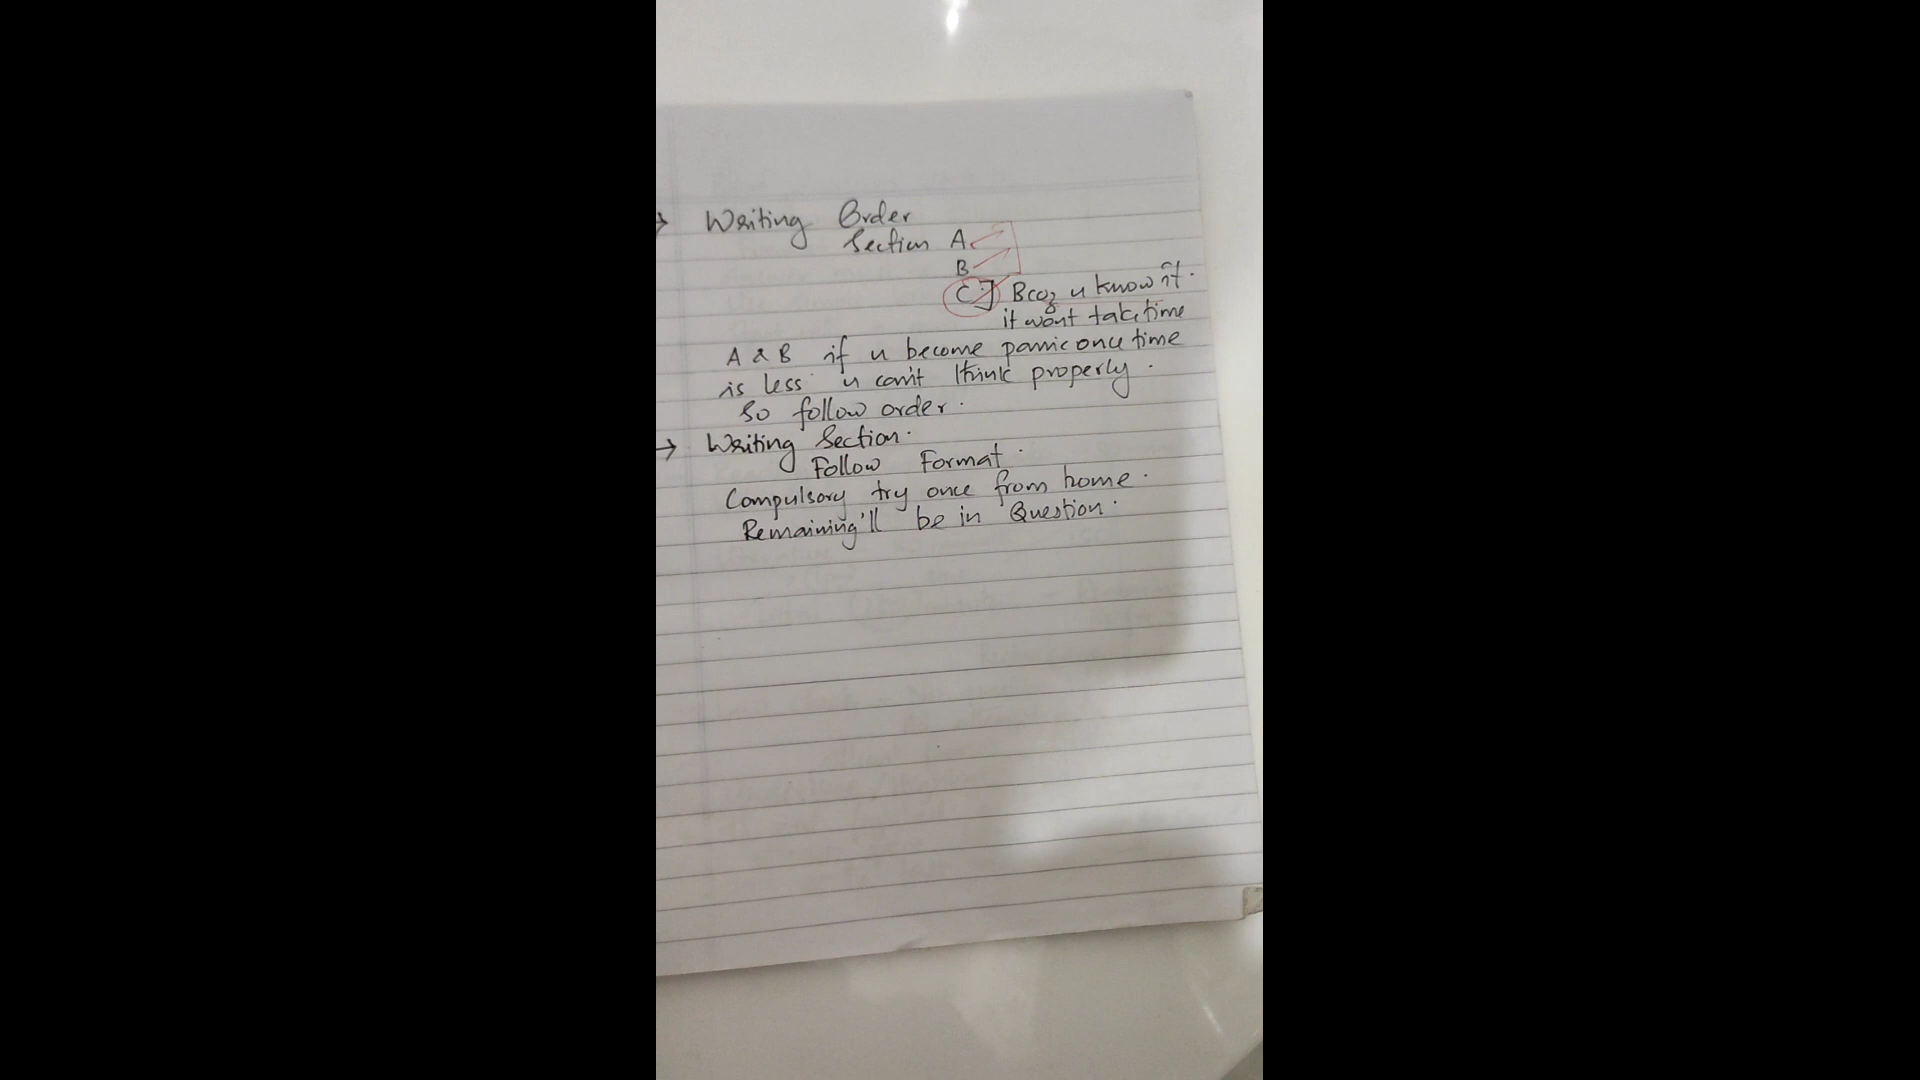 → Writing Order
Section A
B
C] Bcoz u know it.
it won't take time
A & B if u become panic once time
is less u can't think properly.
So follow order.
→ Writing Section.
Follow Format.
Compulsory try once from home.
Remaining'll be in Question.